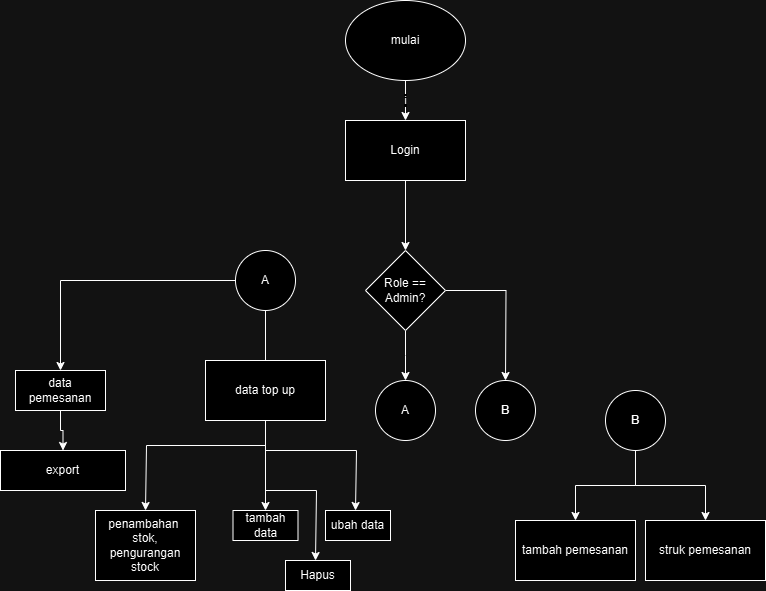 mulai
Login
Role ==
Admin?
A
A
B
B
data
pemesanan
data top up
export
penambahan
stok,
pengurangan
stock
tambah
data
ubah data
Hapus
tambah pemesanan
struk pemesanan